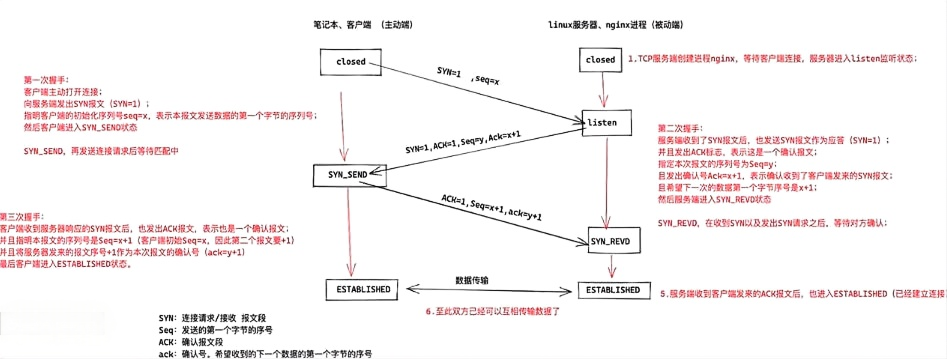 笔记本、客户端 (主动端)
linux服务器、nginx进程(被动端)
closed
closed
1.TCP服务端创建进程nginx，等待客户端连接，服务器进入listen监听状态；
SYN=1 ,seq=x
第一次握手：
客户端主动打开连接；
向服务端发出SYN报文（SYN=1）；
指明客户端的初始化序列号seq=x，表示本报文发送数据的第一个字节的序列号；
然后客户端进入SYN_SEND状态
SYN_SEND，再发送连接请求后等待匹配中
listen
SYN=1,ACK=1,Seq=y,Ack=x+1
第二次握手：
服务端收到了SYN报文后，也发送SYN报文作为应答（SYN=1）；
并且发出ACK标志，表示这是一个确认报文；
指定本报文的序列号为Seq=y；
且发出确认号Ack=x+1，表示确认收到了客户端发来的SYN报文；
且希望下一次的数据第一个字节序号是x+1；
然后服务端进入SYN_REVD状态
SYN_REVD，在收到SYN以及发出SYN请求之后，等待对方确认；
SYN_SEND
ACK=1,Seq=x+1,ack=y+1
第三次握手：
客户端收到服务器响应的SYN报文后，也发出ACK报文，表示也是一个确认报文；
并且指明本报文的序列号是Seq=x+1（客户端初始Seq=x，因此第二个报文要+1）
并且将服务器发来的报文序号+1作为本次报文的确认号（ack=y+1）
最后客户端进入ESTABLISHED状态。
SYN_REVD
ESTABLISHED
数据传输
ESTABLISHED
5.服务端收到客户端发来的ACK报文后，也进入ESTABLISHED（已经建立连接
6.至此双方已经可以互相传输数据了
SYN：连接请求/接收 报文段
Seq：发送的第一个字节的序号
ACK：确认报文段
ack：确认号。希望收到的下一个数据的第一个字节的序号